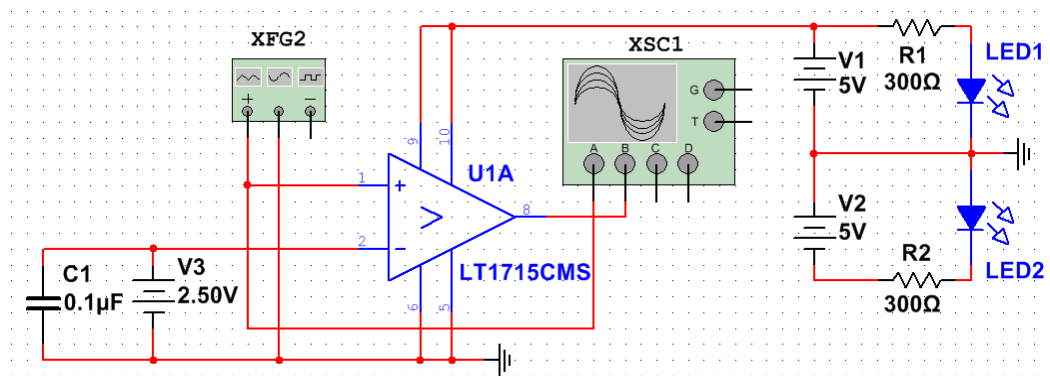 XFG2
+
−
XSC1
G
T
A
B
C
D
V1
5V
R1
300Ω
LED1
9
10
1
+
U1A
>
8
2
−
LT1715CMS
6
5
C1
0.1µF
V3
2.50V
V2
5V
R2
300Ω
LED2